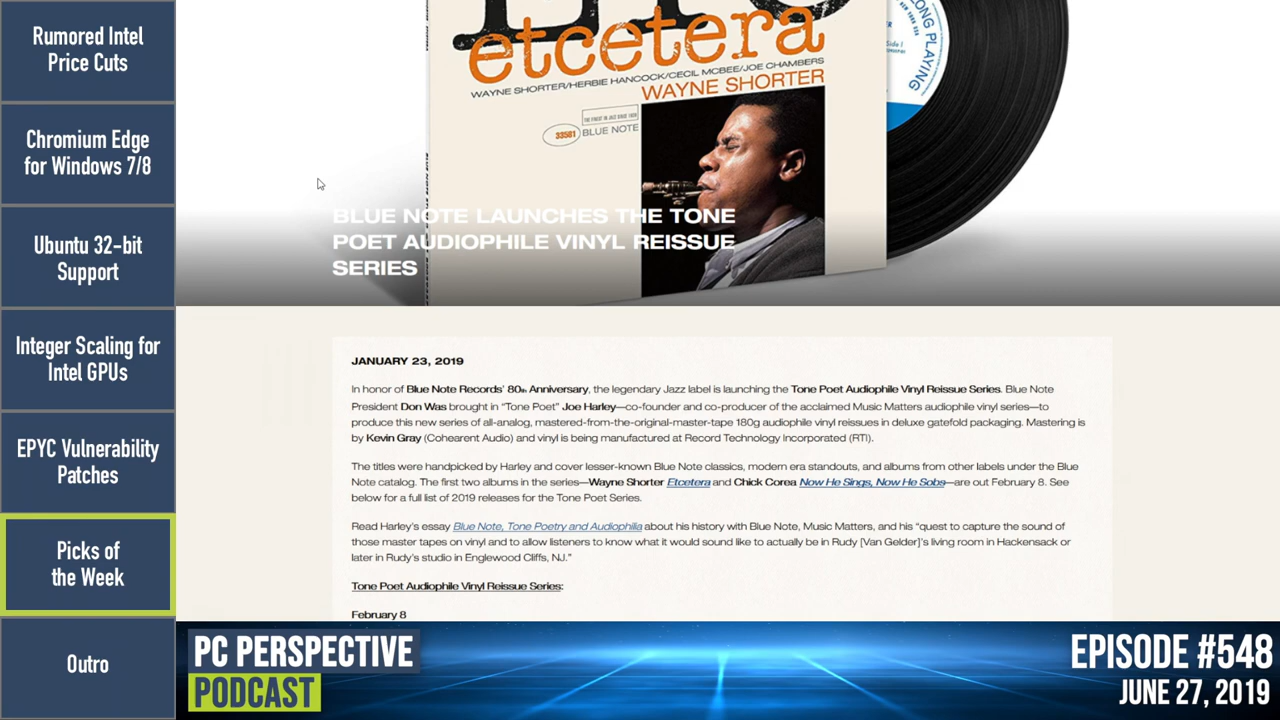 Rumored Intel
Price Cuts
Chromium Edge
for Windows 7/8
Ubuntu 32-bit
Support
Integer Scaling for
Intel GPUs
EPYC Vulnerability
Patches
Picks of
the Week
Outro
etcetera
WAYNE SHORTER/HERBIE HANCOCK/CECIL MCBEE/JOE CHAMBERS
WAYNE SHORTER
THE FINEST IN JAZZ SINCE 1939
33581 BLUE NOTE
LONG PLAYING
Side 1
BLUE NOTE LAUNCHES THE TONE
POET AUDIOPHILE VINYL REISSUE
SERIES
JANUARY 23, 2019
In honor of Blue Note Records' 80th Anniversary, the legendary Jazz label is launching the Tone Poet Audiophile Vinyl Reissue Series. Blue Note
President Don Was brought in “Tone Poet” Joe Harley—co-founder and co-producer of the acclaimed Music Matters audiophile vinyl series—to
produce this new series of all-analog, mastered-from-the-original-master-tape 180g audiophile vinyl reissues in deluxe gatefold packaging. Mastering is
by Kevin Gray (Cohearent Audio) and vinyl is being manufactured at Record Technology Incorporated (RTI).
The titles were handpicked by Harley and cover lesser-known Blue Note classics, modern era standouts, and albums from other labels under the Blue
Note catalog. The first two albums in the series—Wayne Shorter Etcetera and Chick Corea Now He Sings, Now He Sobs—are out February 8. See
below for a full list of 2019 releases for the Tone Poet Series.
Read Harley's essay Blue Note, Tone Poetry and Audiophilia about his history with Blue Note, Music Matters, and his “quest to capture the sound of
those master tapes on vinyl and to allow listeners to know what it would sound like to actually be in Rudy [Van Gelder]'s living room in Hackensack or
later in Rudy's studio in Englewood Cliffs, NJ.”
Tone Poet Audiophile Vinyl Reissue Series:
February 8
PC PERSPECTIVE
PODCAST
EPISODE #548
JUNE 27, 2019